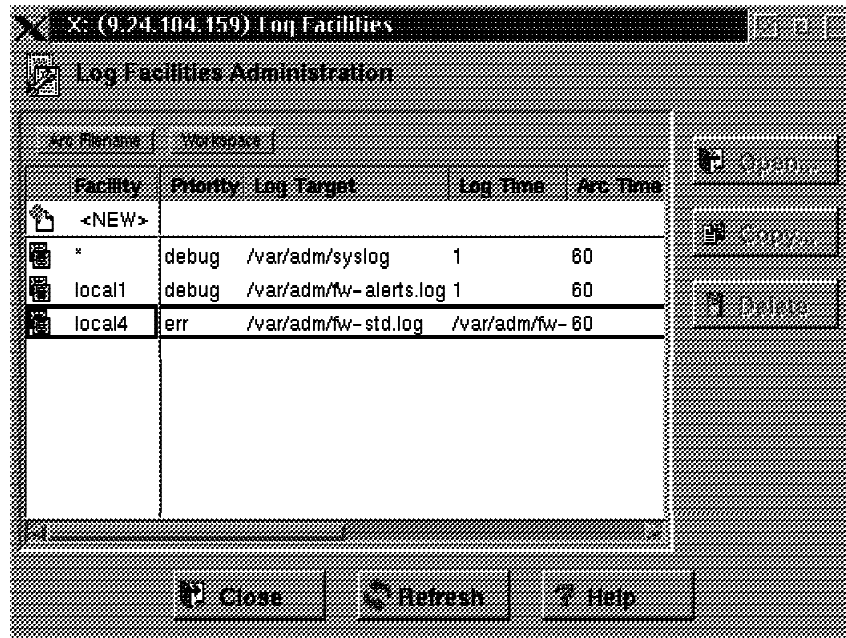 X: (9.24.104.159) Log Facilities
Log Facilities Administration
Arc Filename Workspace
Facility Priority Log Target Log Time Arc Time
<NEW>
* debug /var/adm/syslog 1 60
local1 debug /var/adm/fw-alerts.log 1 60
local4 err /var/adm/fw-std.log /var/adm/fw- 60
Open...
Copy...
Delete...
Close Refresh Help